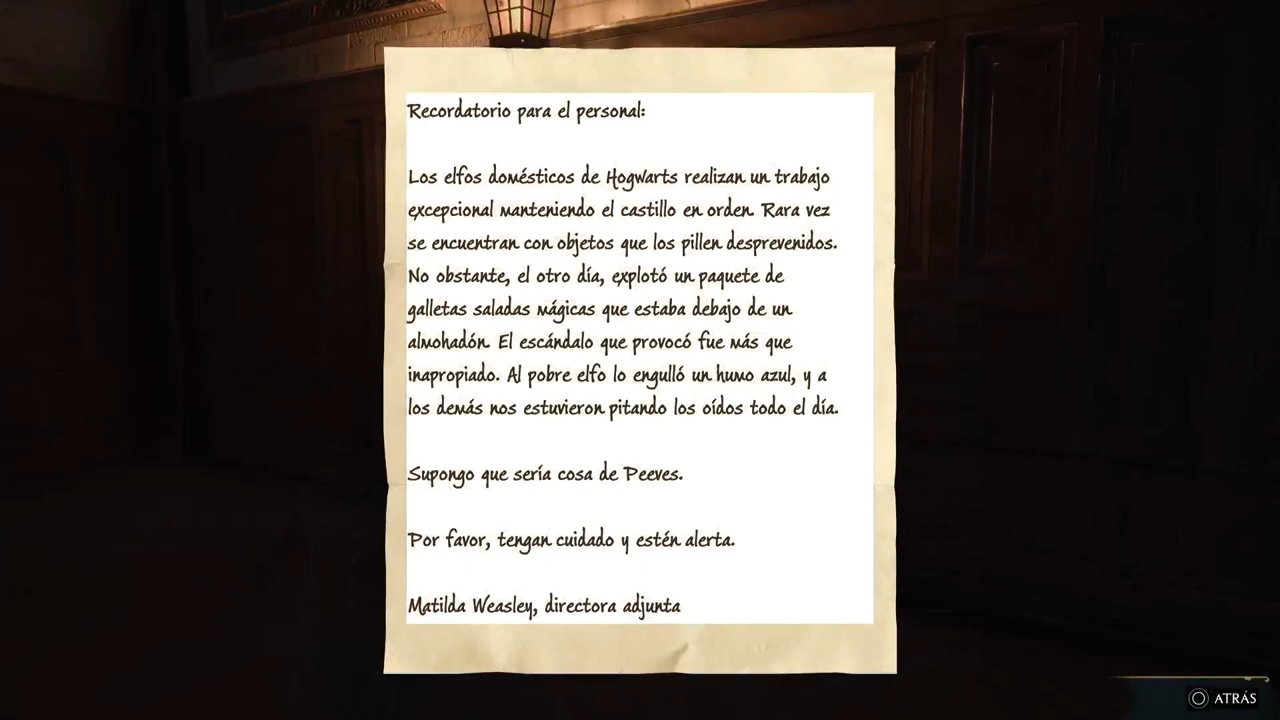 Recordatorio para el personal:
Los elfos domésticos de Hogwarts realizan un trabajo
excepcional manteniendo el castillo en orden. Rara vez
se encuentran con objetos que los pillen desprevenidos.
No obstante, el otro día, explotó un paquete de
galletas saladas mágicas que estaba debajo de un
almohadón. El escándalo que provocó fue más que
inapropiado. Al pobre elfo lo engulló un humo azul, y a
los demás nos estuvieron pitando los oídos todo el día.
Supongo que sería cosa de Peeves.
Por favor, tengan cuidado y estén alerta.
Matilda Weasley, directora adjunta
ATRÁS